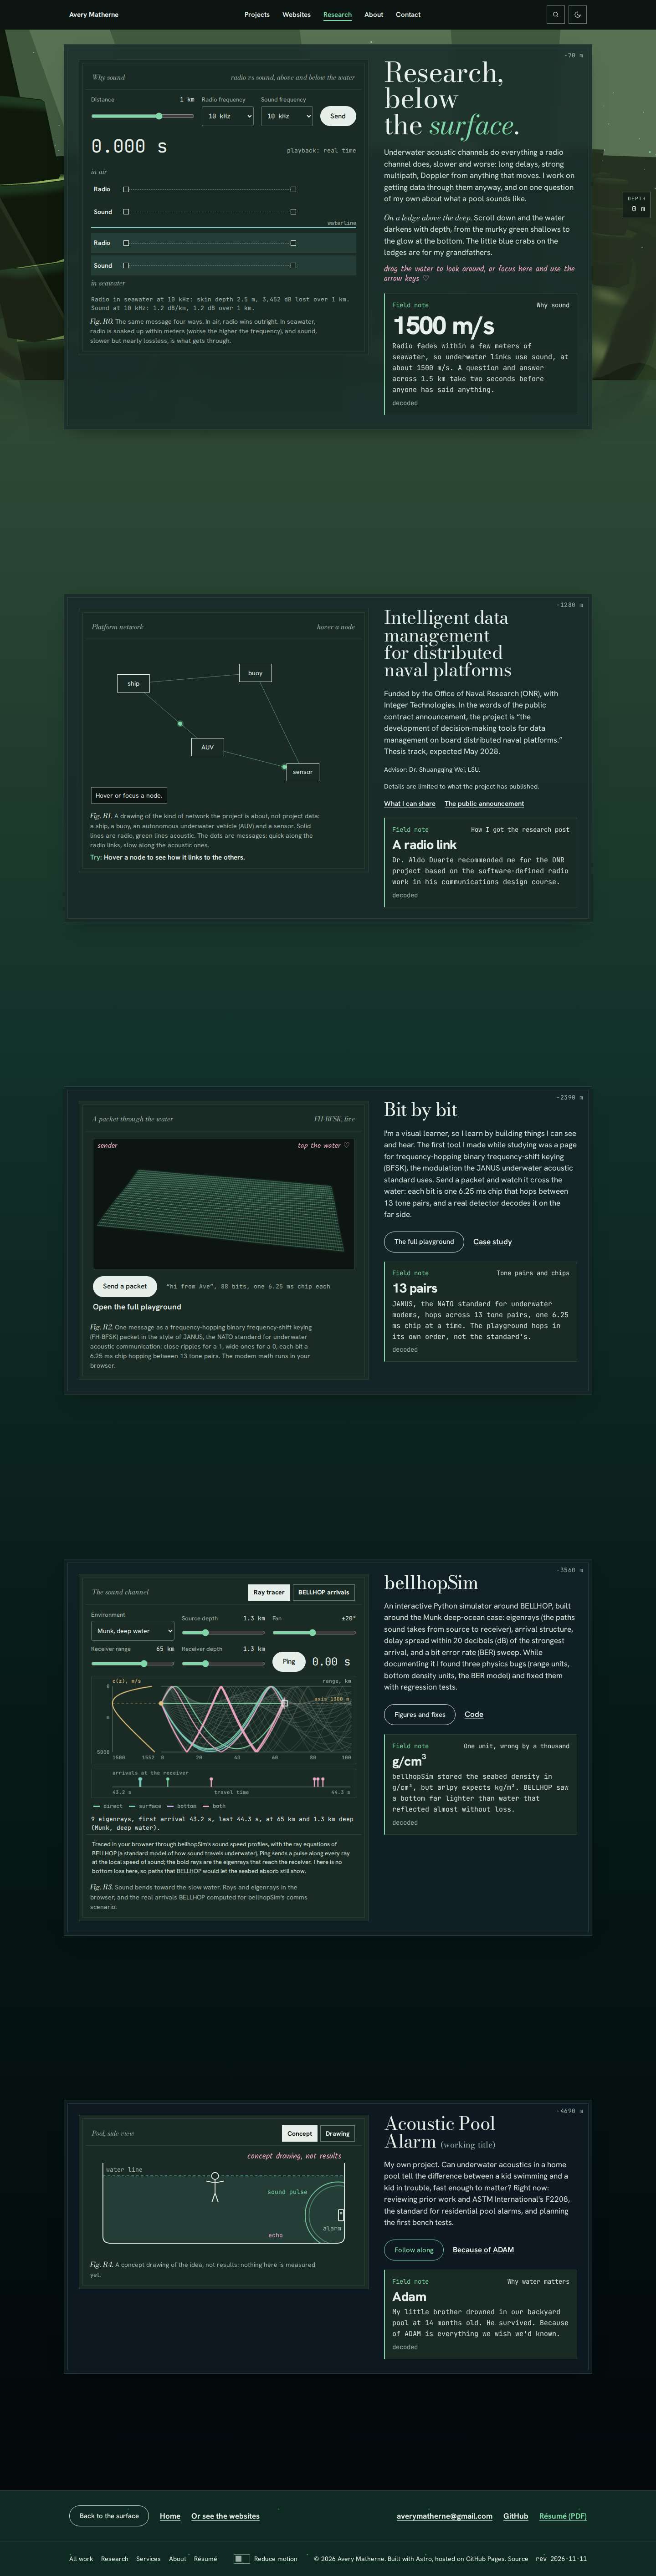 Avery Matherne
Projects
Websites
Research
About
Contact
-70 m
Why sound
radio vs sound, above and below the water
Distance
1 km
Radio frequency
Sound frequency
10 kHz
10 kHz
Send
0.000 s
playback: real time
in air
Radio
Sound
waterline
Radio
Sound
in seawater
Radio in seawater at 10 kHz: skin depth 2.5 m, 3,452 dB lost over 1 km.
Sound at 10 kHz: 1.2 dB/km, 1.2 dB over 1 km.
Fig. R0. The same message four ways. In air, radio wins outright. In seawater,
radio is soaked up within meters (worse the higher the frequency), and sound,
slower but nearly lossless, is what gets through.
Research,
below
the surface.
Underwater acoustic channels do everything a radio
channel does, slower and worse: long delays, strong
multipath, Doppler from anything that moves. I work on
getting data through them anyway, and on one question
of my own about what a pool sounds like.
On a ledge above the deep. Scroll down and the water
darkens with depth, from the murky green shallows to
the glow at the bottom. The little blue crabs on the
ledges are for my grandfathers.
drag the water to look around, or focus here and use the
arrow keys ♡
Field note
Why sound
1500 m/s
Radio fades within a few meters of
seawater, so underwater links use sound, at
about 1500 m/s. A question and answer
across 1.5 km take two seconds before
anyone has said anything.
decoded
DEPTH
0 m
-1280 m
Platform network
hover a node
ship
buoy
AUV
sensor
Hover or focus a node.
Fig. R1. A drawing of the kind of network the project is about, not project data:
a ship, a buoy, an autonomous underwater vehicle (AUV) and a sensor. Solid
lines are radio, green lines acoustic. The dots are messages: quick along the
radio links, slow along the acoustic ones.
Try: Hover a node to see how it links to the others.
Intelligent data
management
for distributed
naval platforms
Funded by the Office of Naval Research (ONR), with
Integer Technologies. In the words of the public
contract announcement, the project is “the
development of decision-making tools for data
management on board distributed naval platforms.”
Thesis track, expected May 2028.
Advisor: Dr. Shuangqing Wei, LSU.
Details are limited to what the project has published.
What I can share
The public announcement
Field note
How I got the research post
A radio link
Dr. Aldo Duarte recommended me for the ONR
project based on the software-defined radio
work in his communications design course.
decoded
-2390 m
A packet through the water
FH-BFSK, live
sender
tap the water ♡
Send a packet
“hi from Ave”, 88 bits, one 6.25 ms chip each
Open the full playground
Fig. R2. One message as a frequency-hopping binary frequency-shift keying
(FH-BFSK) packet in the style of JANUS, the NATO standard for underwater
acoustic communication: close ripples for a 1, wide ones for a 0, each bit a
6.25 ms chip hopping between 13 tone pairs. The modem math runs in your
browser.
Bit by bit
I'm a visual learner, so I learn by building things I can see
and hear. The first tool I made while studying was a page
for frequency-hopping binary frequency-shift keying
(BFSK), the modulation the JANUS underwater acoustic
standard uses. Send a packet and watch it cross the
water: each bit is one 6.25 ms chip that hops between
13 tone pairs, and a real detector decodes it on the
far side.
The full playground
Case study
Field note
Tone pairs and chips
13 pairs
JANUS, the NATO standard for underwater
modems, hops across 13 tone pairs, one 6.25
ms chip at a time. The playground hops in
its own order, not the standard's.
decoded
-3560 m
The sound channel
Ray tracer
BELLHOP arrivals
Environment
Source depth
1.3 km
Fan
±20°
Munk, deep water
Receiver range
65 km
Receiver depth
1.3 km
Ping
0.00 s
c(z), m/s
range, km
0
axis 1300 m
m
5000
1500
1552
0
20
40
60
80
100
arrivals at the receiver
43.2 s
travel time
44.3 s
direct
surface
bottom
both
9 eigenrays, first arrival 43.2 s, last 44.3 s, at 65 km and 1.3 km deep
(Munk, deep water).
Traced in your browser through bellhopSim's sound speed profiles, with the ray equations of
BELLHOP (a standard model of how sound travels underwater). Ping sends a pulse along every ray
at the local speed of sound; the bold rays are the eigenrays that reach the receiver. There is no
bottom loss here, so paths that BELLHOP would let the seabed absorb still show.
Fig. R3. Sound bends toward the slow water. Rays and eigenrays in the
browser, and the real arrivals BELLHOP computed for bellhopSim's comms
scenario.
bellhopSim
An interactive Python simulator around BELLHOP, built
around the Munk deep-ocean case: eigenrays (the paths
sound takes from source to receiver), arrival structure,
delay spread within 20 decibels (dB) of the strongest
arrival, and a bit error rate (BER) sweep. While
documenting it I found three physics bugs (range units,
bottom density units, the BER model) and fixed them
with regression tests.
Figures and fixes
Code
Field note
One unit, wrong by a thousand
g/cm³
bellhopSim stored the seabed density in
g/cm³, but arlpy expects kg/m³. BELLHOP saw
a bottom far lighter than water that
reflected almost without loss.
decoded
-4690 m
Pool, side view
Concept
Drawing
concept drawing, not results
water line
sound pulse
alarm
echo
Fig. R4. A concept drawing of the idea, not results: nothing here is measured
yet.
Acoustic Pool
Alarm (working title)
My own project. Can underwater acoustics in a home
pool tell the difference between a kid swimming and a
kid in trouble, fast enough to matter? Right now:
reviewing prior work and ASTM International's F2208,
the standard for residential pool alarms, and planning
the first bench tests.
Follow along
Because of ADAM
Field note
Why water matters
Adam
My little brother drowned in our backyard
pool at 14 months old. He survived. Because
of ADAM is everything we wish we'd known.
decoded
Back to the surface
Home
Or see the websites
averymatherne@gmail.com
GitHub
Résumé (PDF)
All work
Research
Services
About
Résumé
Reduce motion
© 2026 Avery Matherne. Built with Astro, hosted on GitHub Pages. Source
rev 2026-11-11